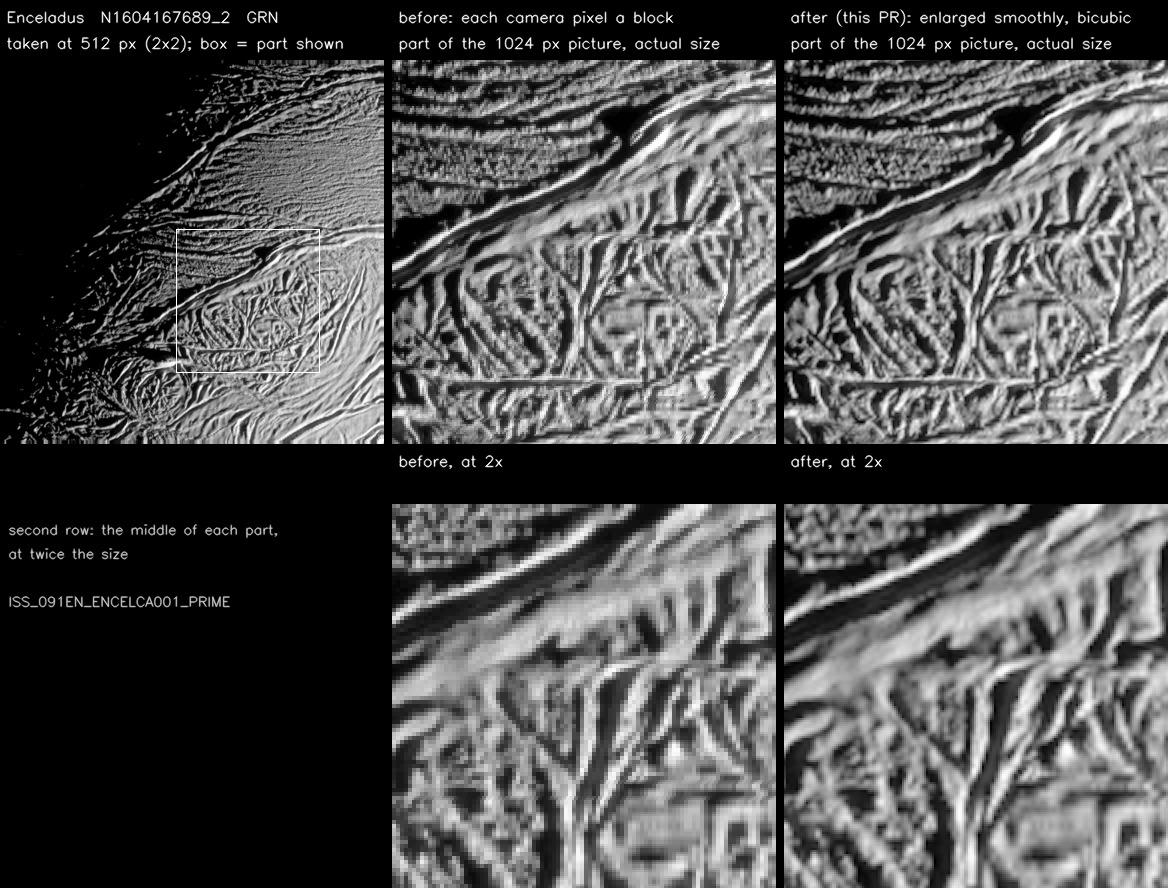 Enceladus N1604167689_2 GRN
taken at 512 px (2x2); box = part shown
before: each camera pixel a block
part of the 1024 px picture, actual size
after (this PR): enlarged smoothly, bicubic
part of the 1024 px picture, actual size
before, at 2x
after, at 2x
second row: the middle of each part,
at twice the size
ISS_091EN_ENCELCA001_PRIME